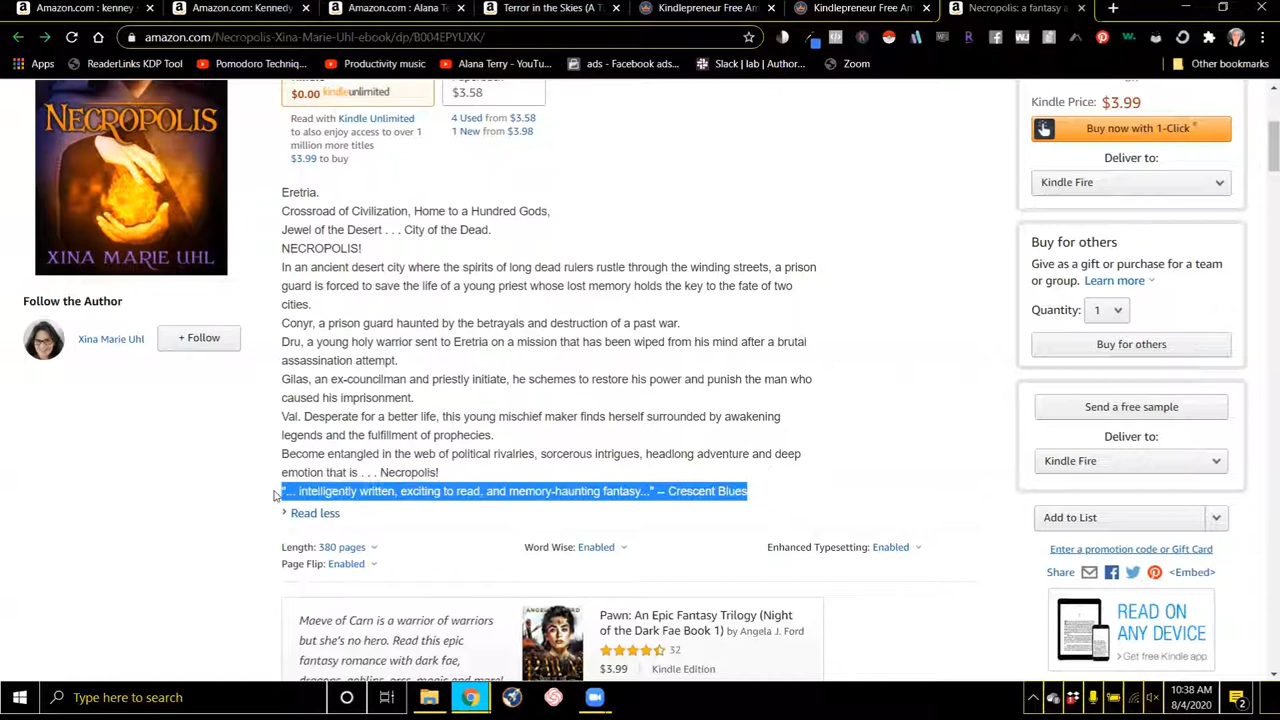 Amazon.com : kenney s
Amazon.com: Kennedy
Amazon.com : Alana Te
Terror in the Skies (A T
Kindlepreneur Free Am
Kindlepreneur Free Am
Necropolis: a fantasy a
amazon.com/Necropolis-Xina-Marie-Uhl-ebook/dp/B004EPYUXK/
Apps
ReaderLinks KDP Tool
Pomodoro Techniq...
Productivity music
Alana Terry - YouTu...
ads - Facebook ads...
Slack | lab | Author...
Zoom
Other bookmarks
NECROPOLIS
XINA MARIE UHL
Follow the Author
Xina Marie Uhl
+ Follow
$0.00 kindleunlimited
$3.58
Read with Kindle Unlimited
to also enjoy access to over 1
million more titles
$3.99 to buy
4 Used from $3.58
1 New from $3.98
Eretria.
Crossroad of Civilization, Home to a Hundred Gods,
Jewel of the Desert . . . City of the Dead.
NECROPOLIS!
In an ancient desert city where the spirits of long dead rulers rustle through the winding streets, a prison
guard is forced to save the life of a young priest whose lost memory holds the key to the fate of two
cities.
Conyr, a prison guard haunted by the betrayals and destruction of a past war.
Dru, a young holy warrior sent to Eretria on a mission that has been wiped from his mind after a brutal
assassination attempt.
Gilas, an ex-councilman and priestly initiate, he schemes to restore his power and punish the man who
caused his imprisonment.
Val. Desperate for a better life, this young mischief maker finds herself surrounded by awakening
legends and the fulfillment of prophecies.
Become entangled in the web of political rivalries, sorcerous intrigues, headlong adventure and deep
emotion that is . . . Necropolis!
"... intelligently written, exciting to read, and memory-haunting fantasy..." -- Crescent Blues
Read less
Length: 380 pages
Word Wise: Enabled
Enhanced Typesetting: Enabled
Page Flip: Enabled
Maeve of Carn is a warrior of warriors
but she's no hero. Read this epic
fantasy romance with dark fae,
dragons, goblins, orcs, magic and more!
Pawn: An Epic Fantasy Trilogy (Night
of the Dark Fae Book 1) by Angela J. Ford
32
$3.99 Kindle Edition
Kindle Price: $3.99
Buy now with 1-Click
Deliver to:
Kindle Fire
Buy for others
Give as a gift or purchase for a team
or group. Learn more
Quantity: 1
Buy for others
Send a free sample
Deliver to:
Kindle Fire
Add to List
Enter a promotion code or Gift Card
Share
<Embed>
READ ON
ANY DEVICE
Get free Kindle app
Type here to search
10:38 AM
8/4/2020
2